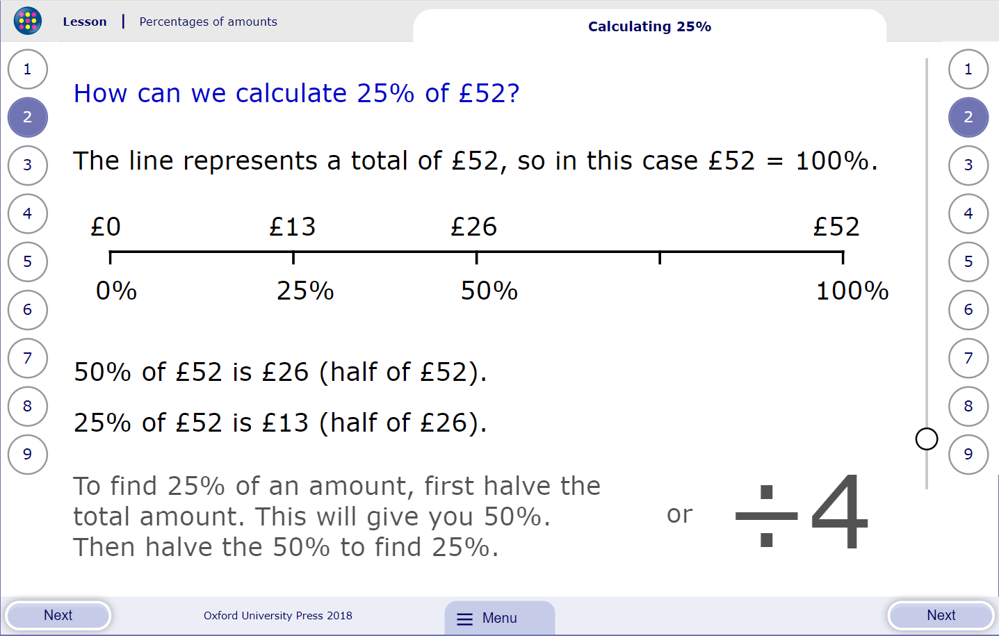 Lesson | Percentages of amounts
Calculating 25%
1
2
3
4
5
6
7
8
9
How can we calculate 25% of £52?
The line represents a total of £52, so in this case £52 = 100%.
£0 £13 £26 £52
0% 25% 50% 100%
50% of £52 is £26 (half of £52).
25% of £52 is £13 (half of £26).
To find 25% of an amount, first halve the
total amount. This will give you 50%.
Then halve the 50% to find 25%.
or ÷4
1
2
3
4
5
6
7
8
9
Next
Oxford University Press 2018
Menu
Next